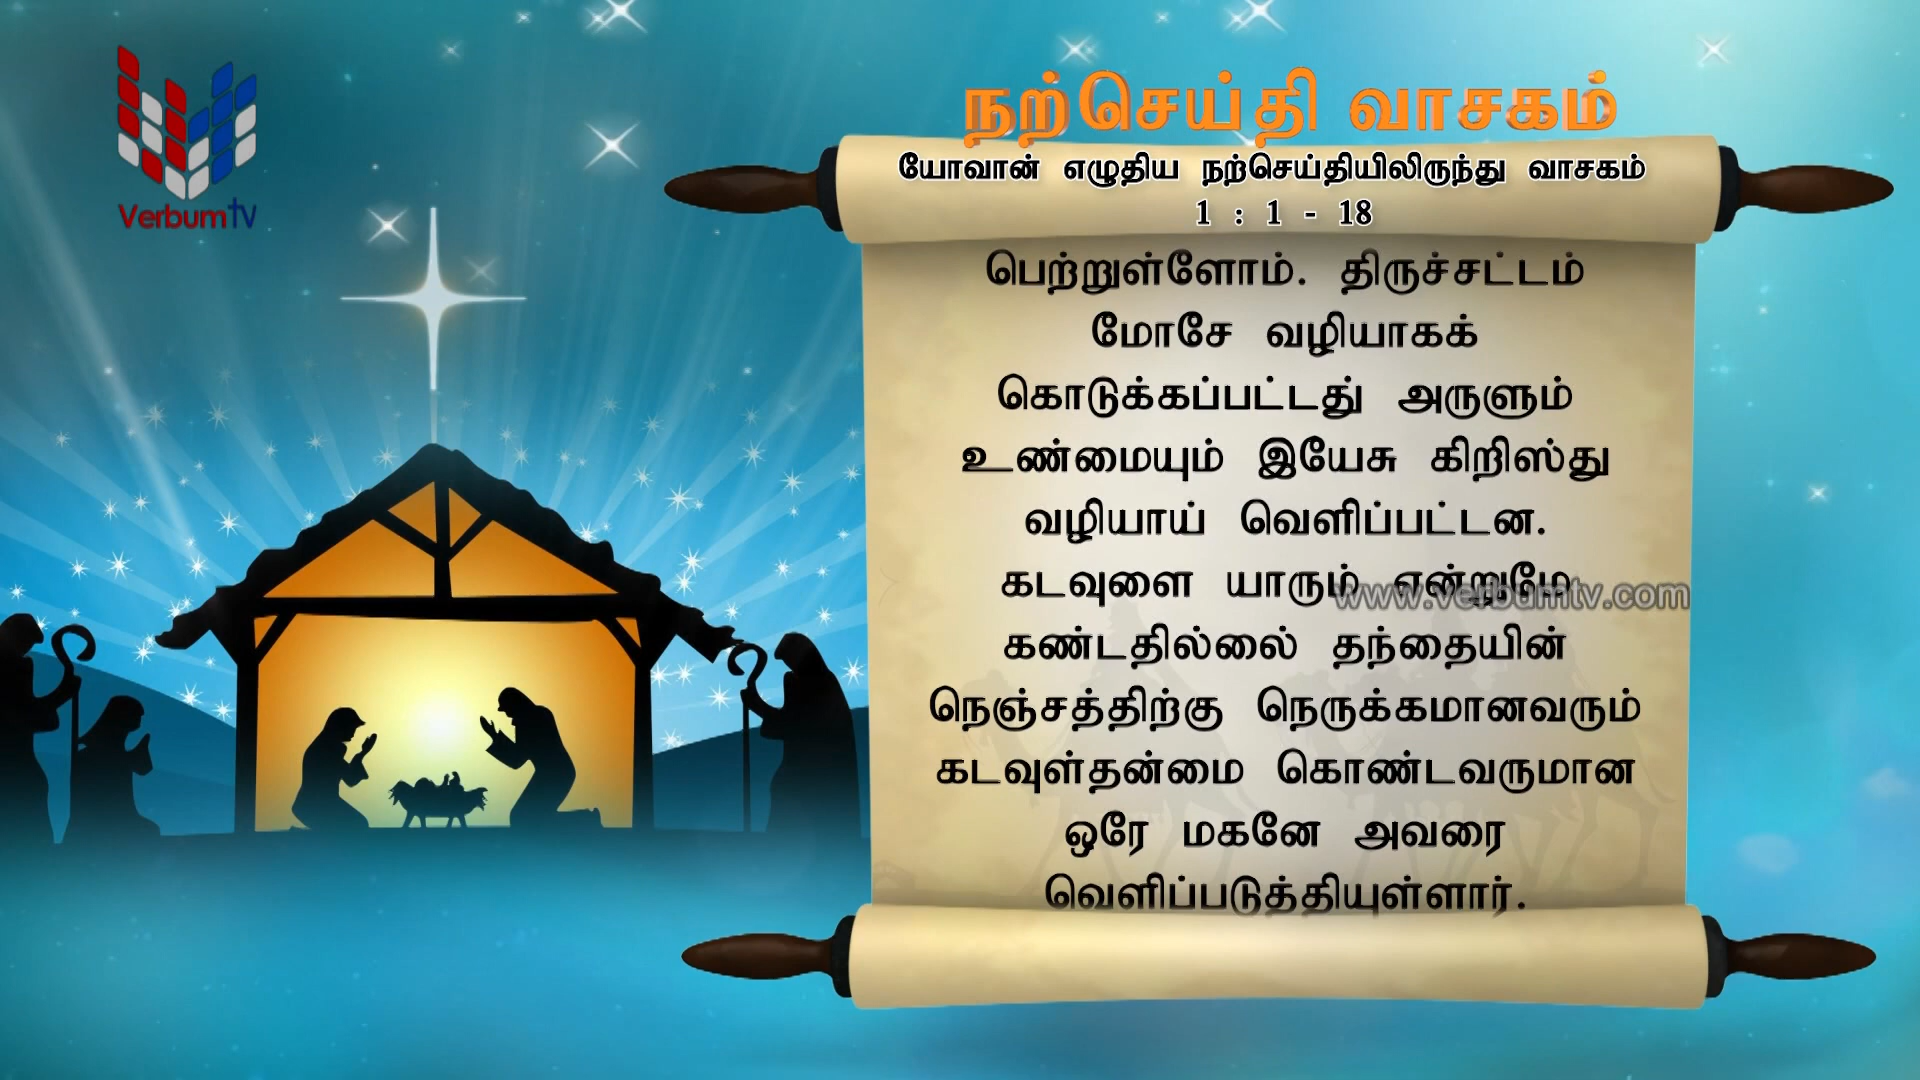 VerbumTV
நற்செய்தி வாசகம்
யோவான் எழுதிய நற்செய்தியிலிருந்து வாசகம்
1 : 1 - 18
பெற்றுள்ளோம். திருச்சட்டம்
மோசே வழியாகக்
கொடுக்கப்பட்டது அருளும்
உண்மையும் இயேசு கிறிஸ்து
வழியாய் வெளிப்பட்டன.
கடவுளை யாரும் என்றுமே
www.verbumtv.com
கண்டதில்லை தந்தையின்
நெஞ்சத்திற்கு நெருக்கமானவரும்
கடவுள்தன்மை கொண்டவருமான
ஒரே மகனே அவரை
வெளிப்படுத்தியுள்ளார்.